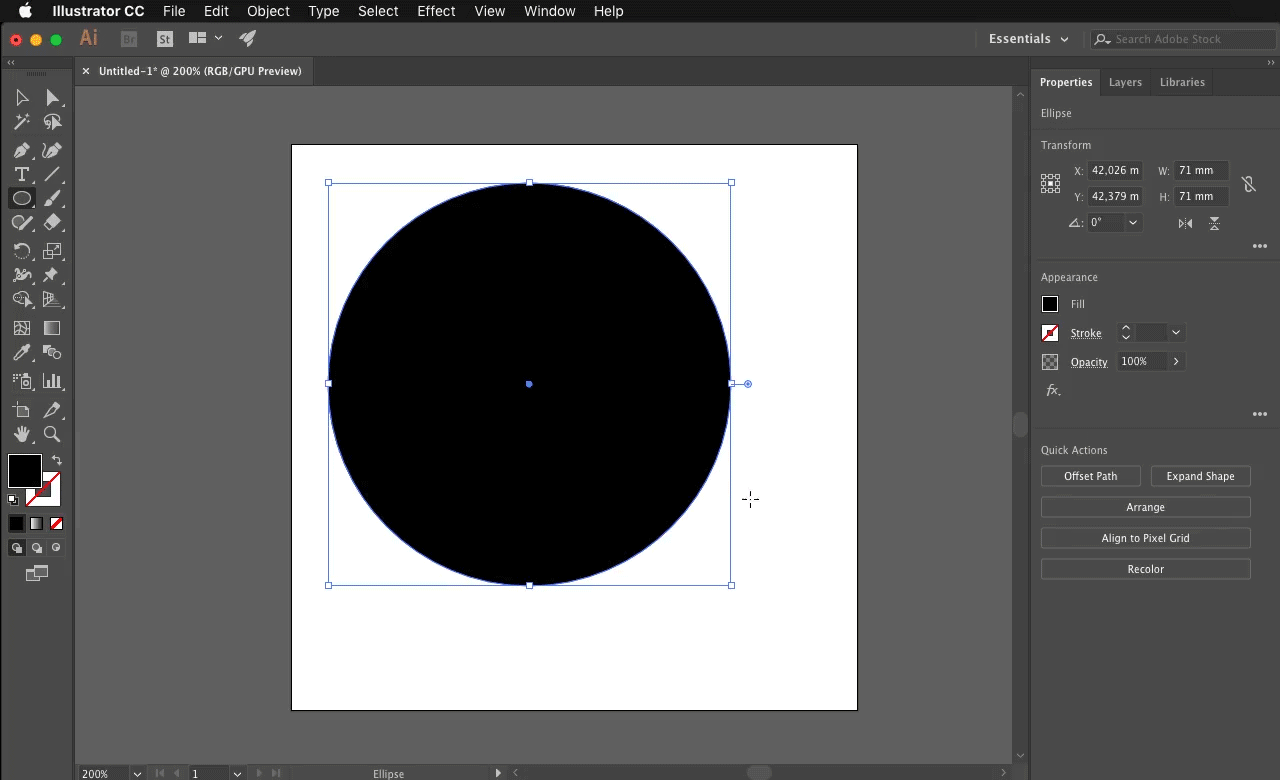 Illustrator CC File Edit Object Type Select Effect View Window Help
Ai Br St Essentials Search Adobe Stock
× Untitled-1* @ 200% (RGB/GPU Preview)
Properties Layers Libraries
Ellipse
Transform
X: 42,026 m W: 71 mm
Y: 42,379 m H: 71 mm
0°
Appearance
Fill
Stroke
Opacity 100%
fx.
Quick Actions
Offset Path Expand Shape
Arrange
Align to Pixel Grid
Recolor
200% 1 Ellipse